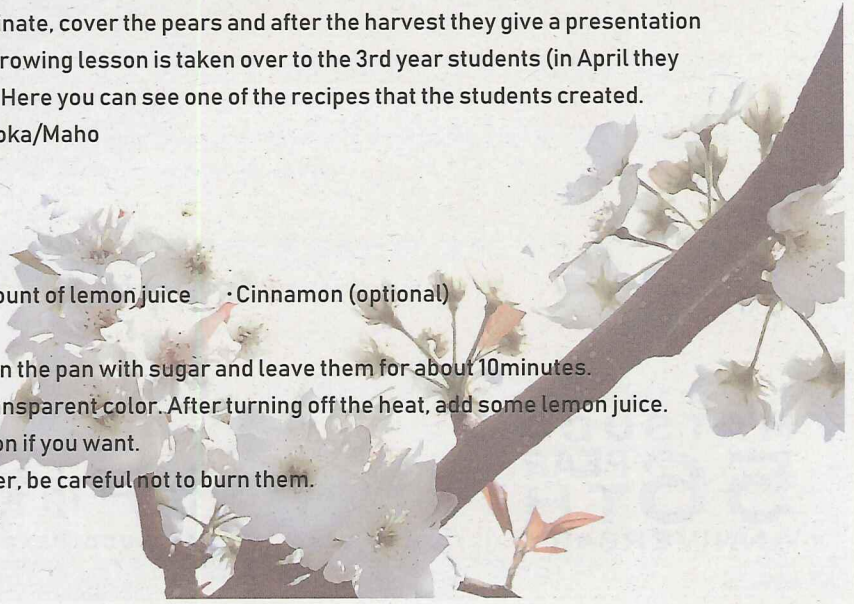 inate, cover the pears and after the harvest they give a presentation
rowing lesson is taken over to the 3rd year students (in April they
Here you can see one of the recipes that the students created.
oka/Maho
ount of lemon juice ・Cinnamon (optional)
n the pan with sugar and leave them for about 10minutes.
nsparent color. After turning off the heat, add some lemon juice.
on if you want.
er, be careful not to burn them.